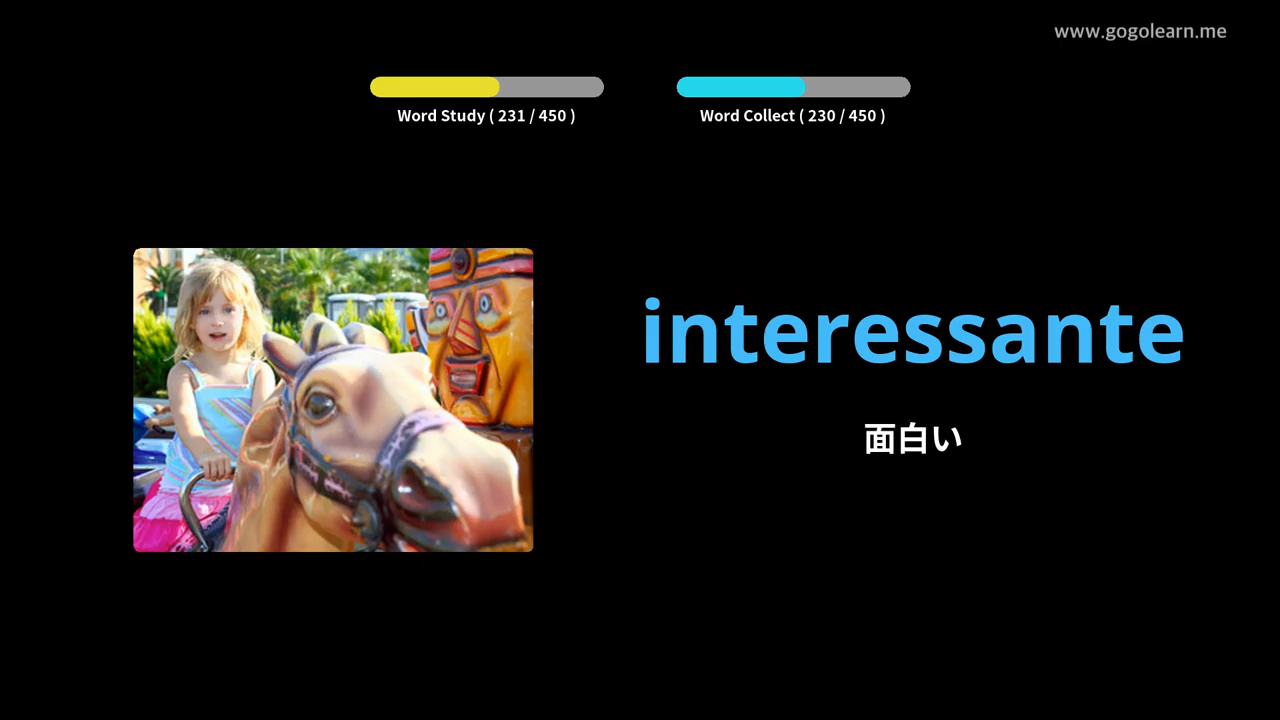 www.gogolearn.me
Word Study ( 231 / 450 )
Word Collect ( 230 / 450 )
interessante
面白い